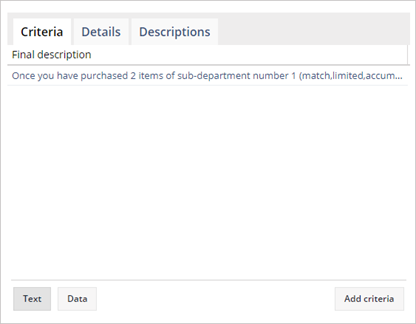 Criteria Details Descriptions
Final description
Once you have purchased 2 items of sub-department number 1 (match,limited,accum...
Text Data Add criteria